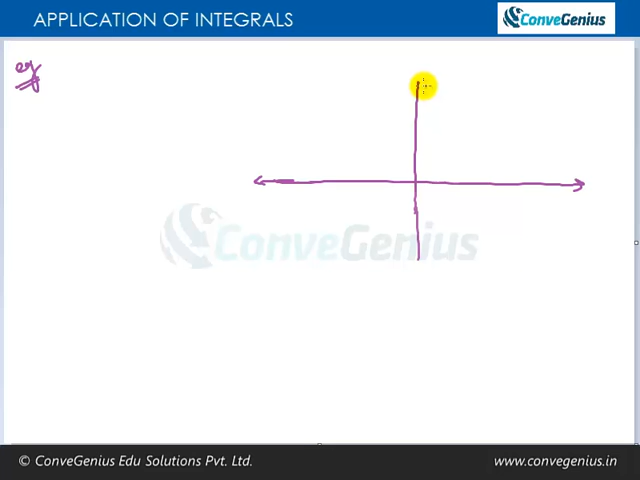 APPLICATION OF INTEGRALS
ConveGenius
eg
ConveGenius
© ConveGenius Edu Solutions Pvt. Ltd.
www.convegenius.in